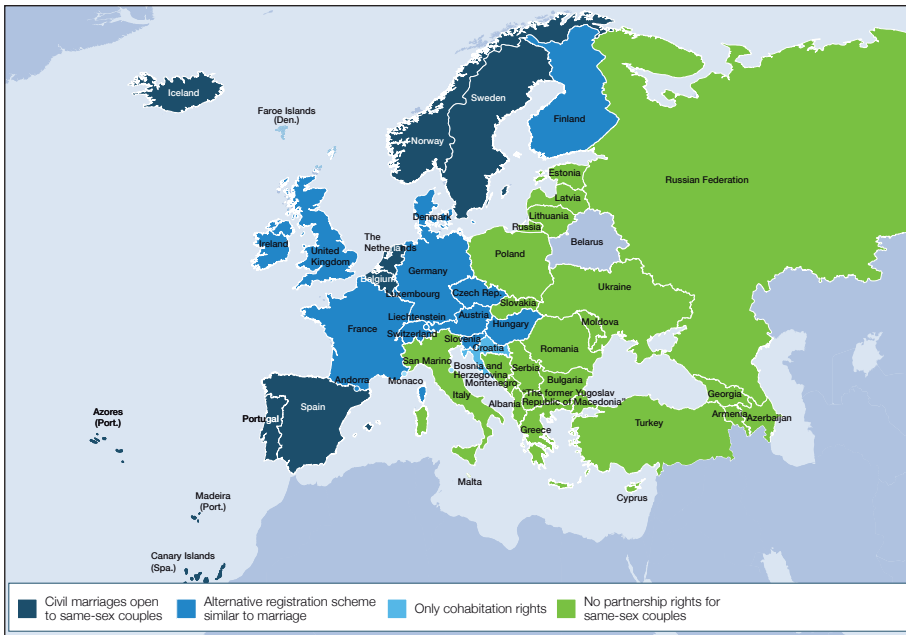 Iceland
Faroe Islands
(Den.)
Sweden
Norway
Finland
Estonia
Latvia
Lithuania
Russia
Russian Federation
Denmark
Ireland
United
Kingdom
The
Netherlands
Belgium
Luxembourg
Germany
Belarus
Poland
Czech Rep.
Slovakia
Ukraine
Liechtenstein
Switzerland
Austria
Hungary
Moldova
France
Slovenia
Croatia
Romania
San Marino
Bosnia and
Herzegovina
Serbia
Montenegro
Bulgaria
Andorra
Monaco
Italy
Albania
"The former Yugoslav
Republic of Macedonia"
Georgia
Armenia
Azerbaijan
Azores
(Port.)
Portugal
Spain
Greece
Turkey
Malta
Cyprus
Madeira
(Port.)
Canary Islands
(Spa.)
Civil marriages open
to same-sex couples
Alternative registration scheme
similar to marriage
Only cohabitation rights
No partnership rights for
same-sex couples